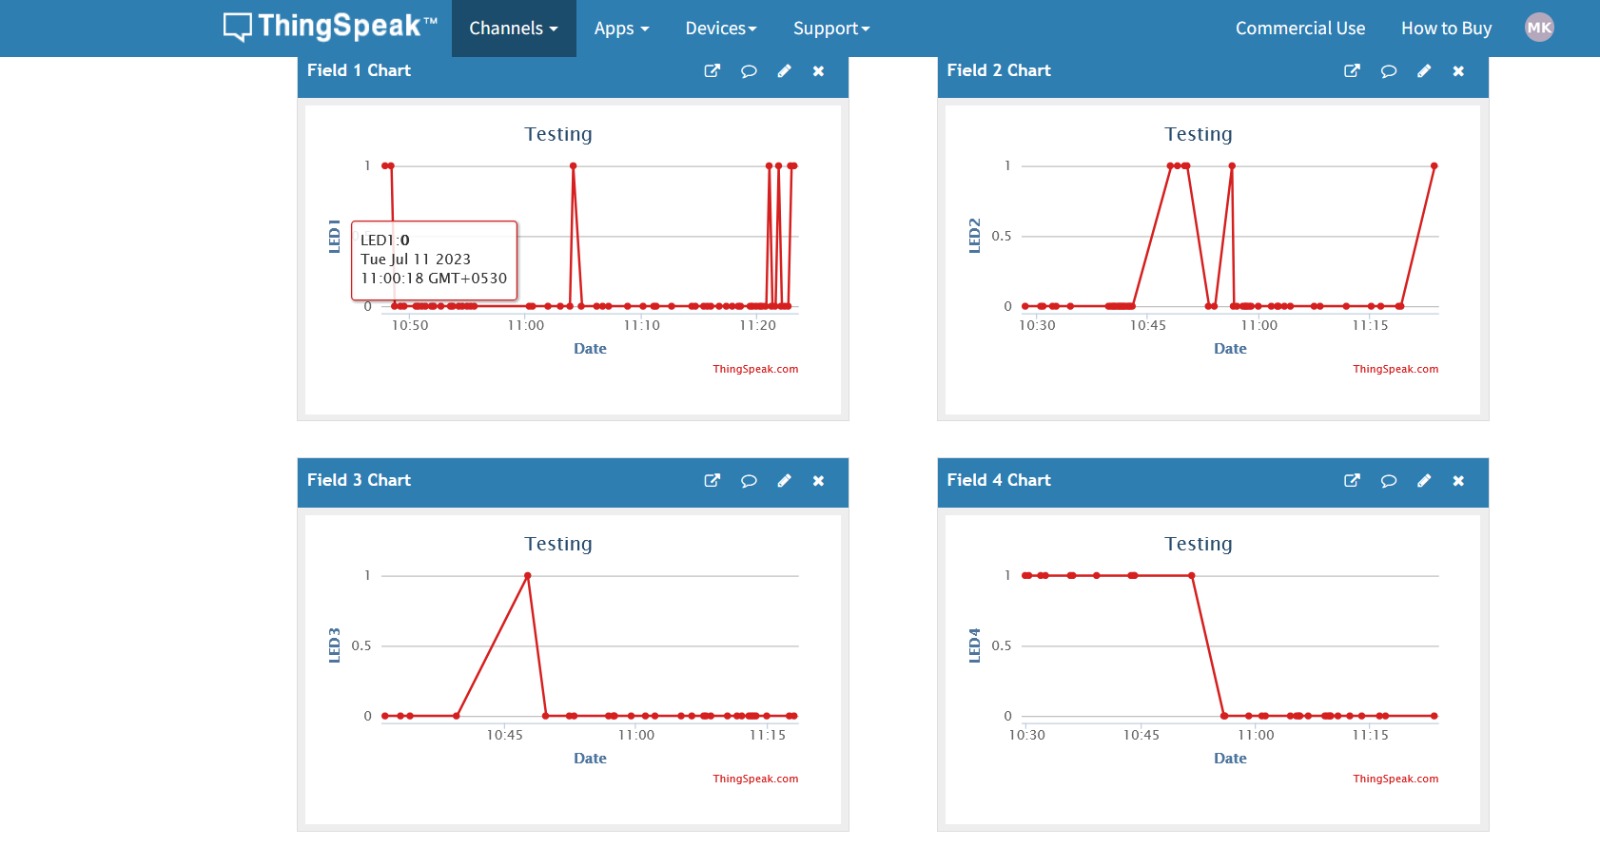 ThingSpeak™
Channels
Apps
Devices
Support
Commercial Use
How to Buy
MK
Field 1 Chart
Testing
1
0
LED1
LED1:0
Tue Jul 11 2023
11:00:18 GMT+0530
10:50 11:00 11:10 11:20
Date
ThingSpeak.com
Field 2 Chart
Testing
1
0.5
0
LED2
10:30 10:45 11:00 11:15
Date
ThingSpeak.com
Field 3 Chart
Testing
1
0.5
0
LED3
10:45 11:00 11:15
Date
ThingSpeak.com
Field 4 Chart
Testing
1
0.5
0
LED4
10:30 10:45 11:00 11:15
Date
ThingSpeak.com